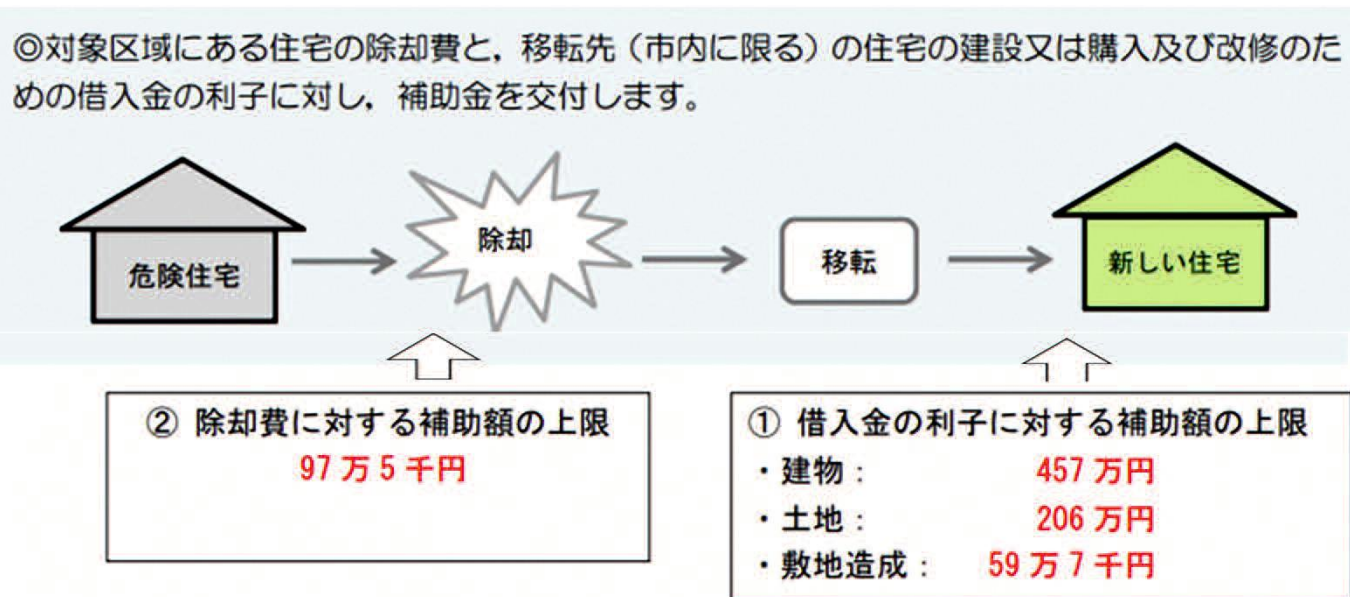 ◎対象区域にある住宅の除却費と，移転先（市内に限る）の住宅の建設又は購入及び改修のた
めの借入金の利子に対し，補助金を交付します。
危険住宅
除却
移転
新しい住宅
② 除却費に対する補助額の上限
97 万 5 千円
① 借入金の利子に対する補助額の上限
・建物： 457 万円
・土地： 206 万円
・敷地造成： 59 万 7 千円